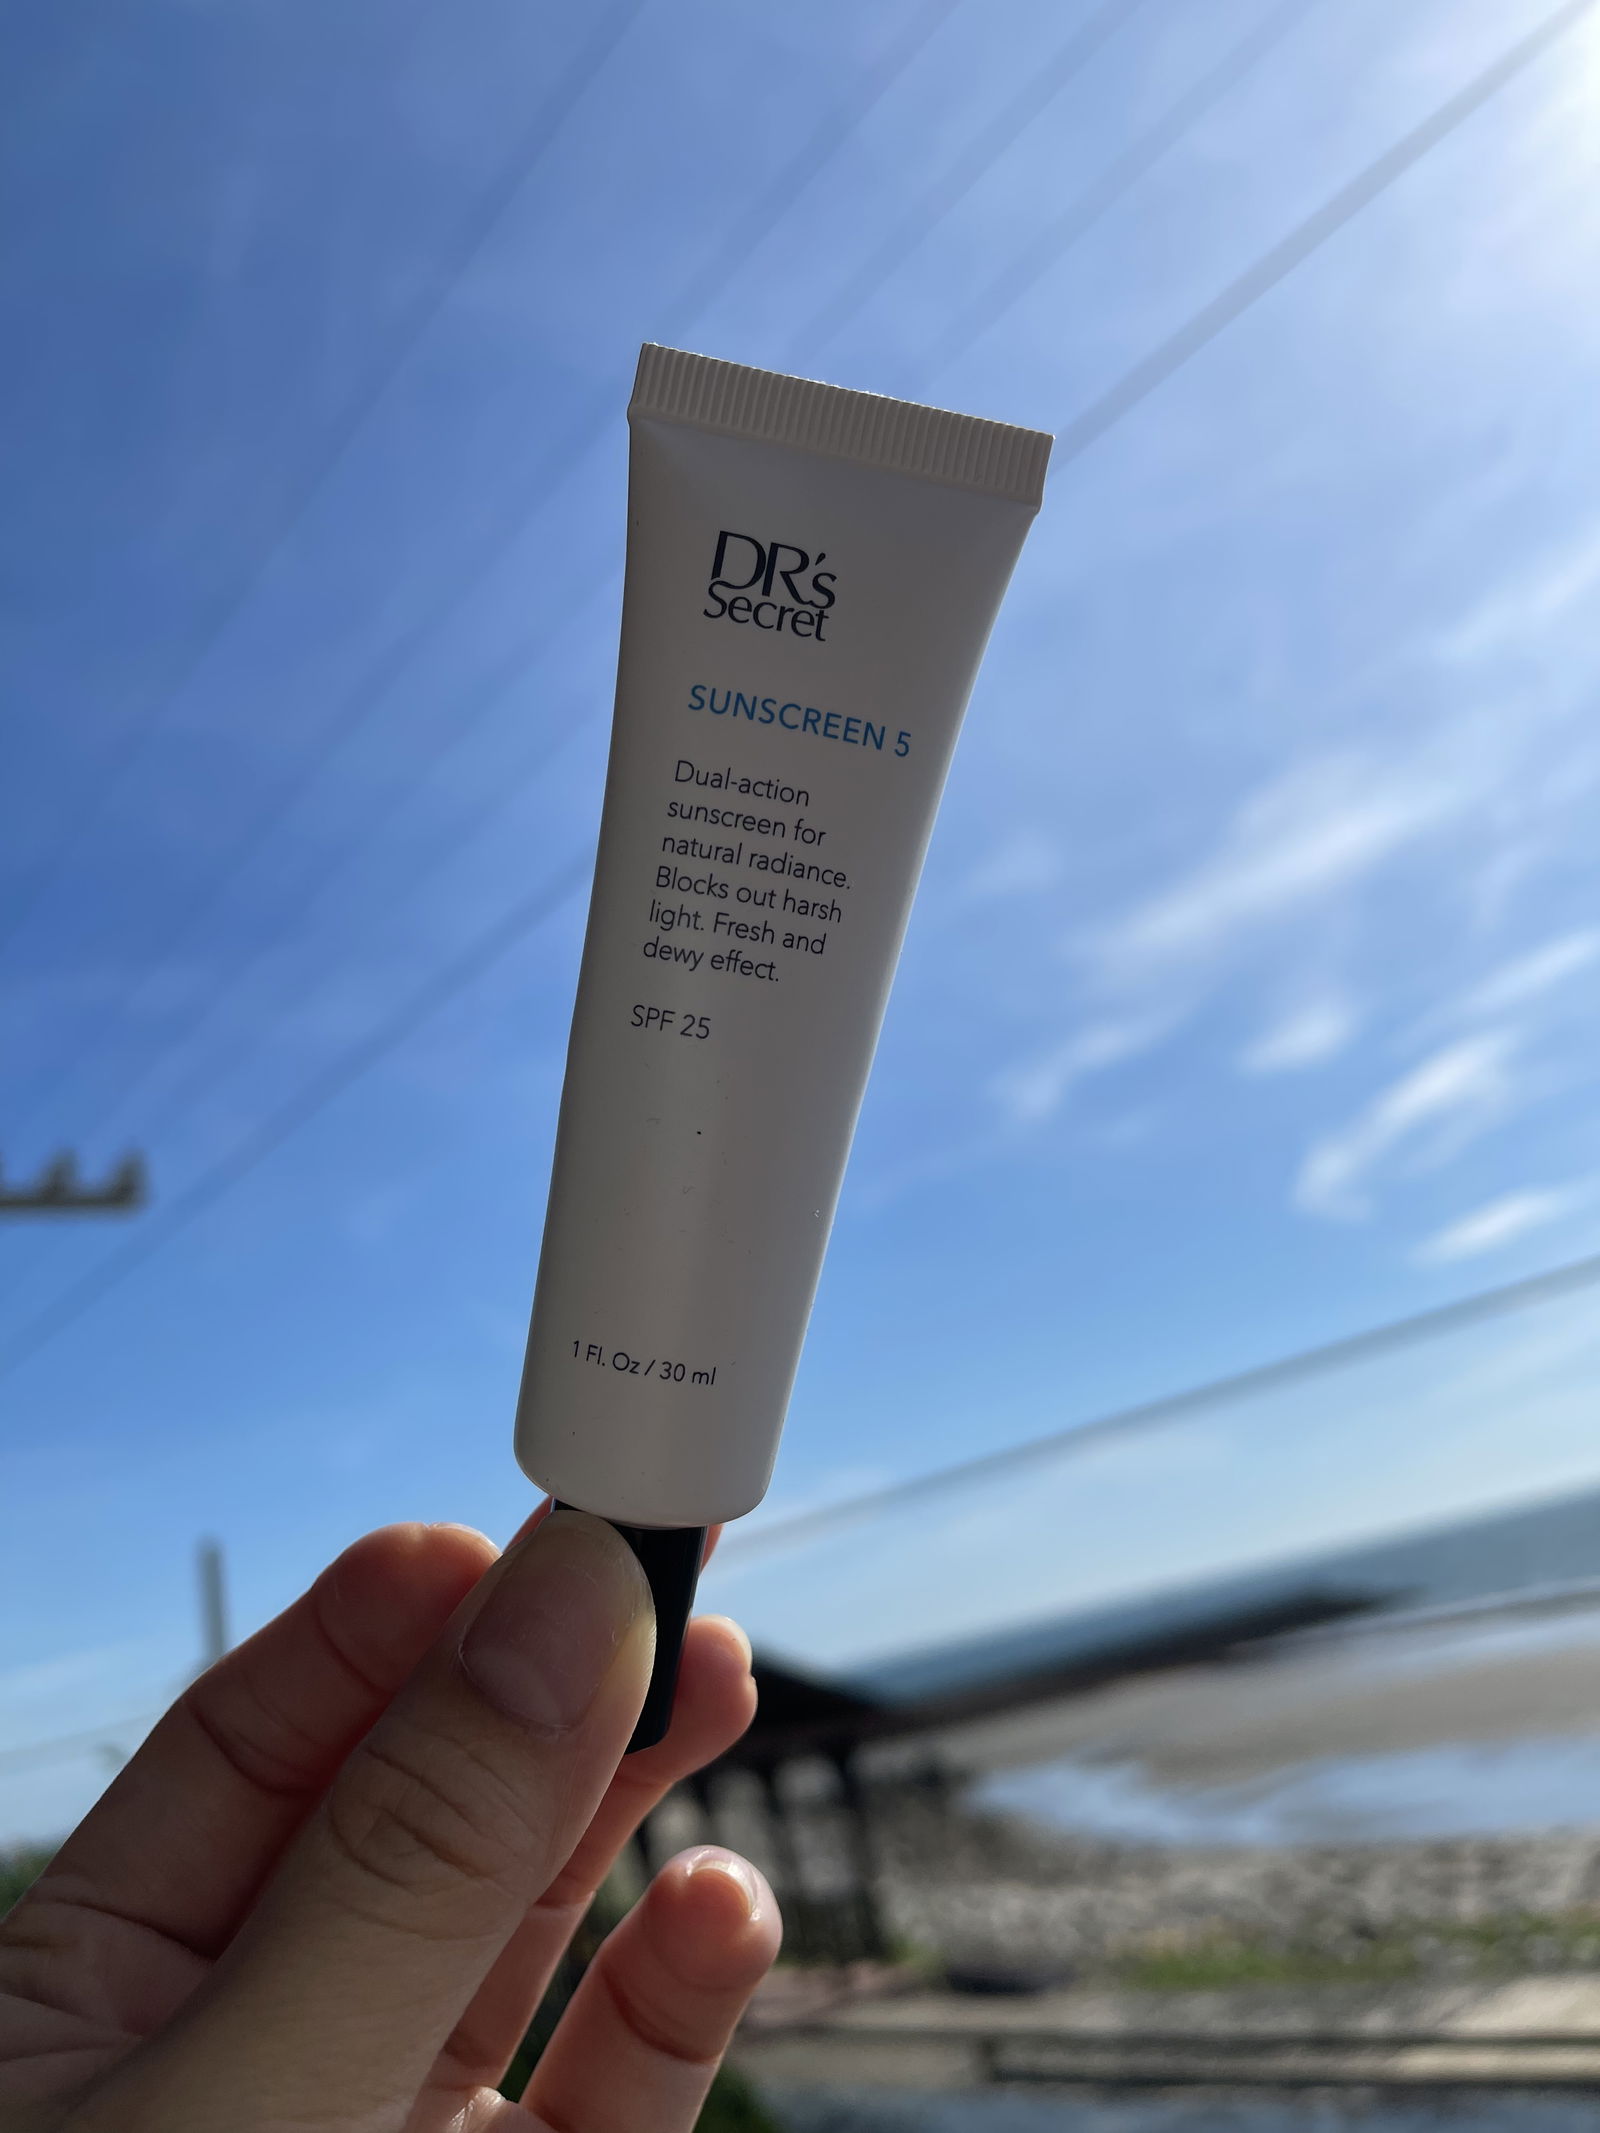 DR's
Secret
SUNSCREEN 5
Dual-action
sunscreen for
natural radiance.
Blocks out harsh
light. Fresh and
dewy effect.
SPF 25
1 Fl. Oz / 30 ml